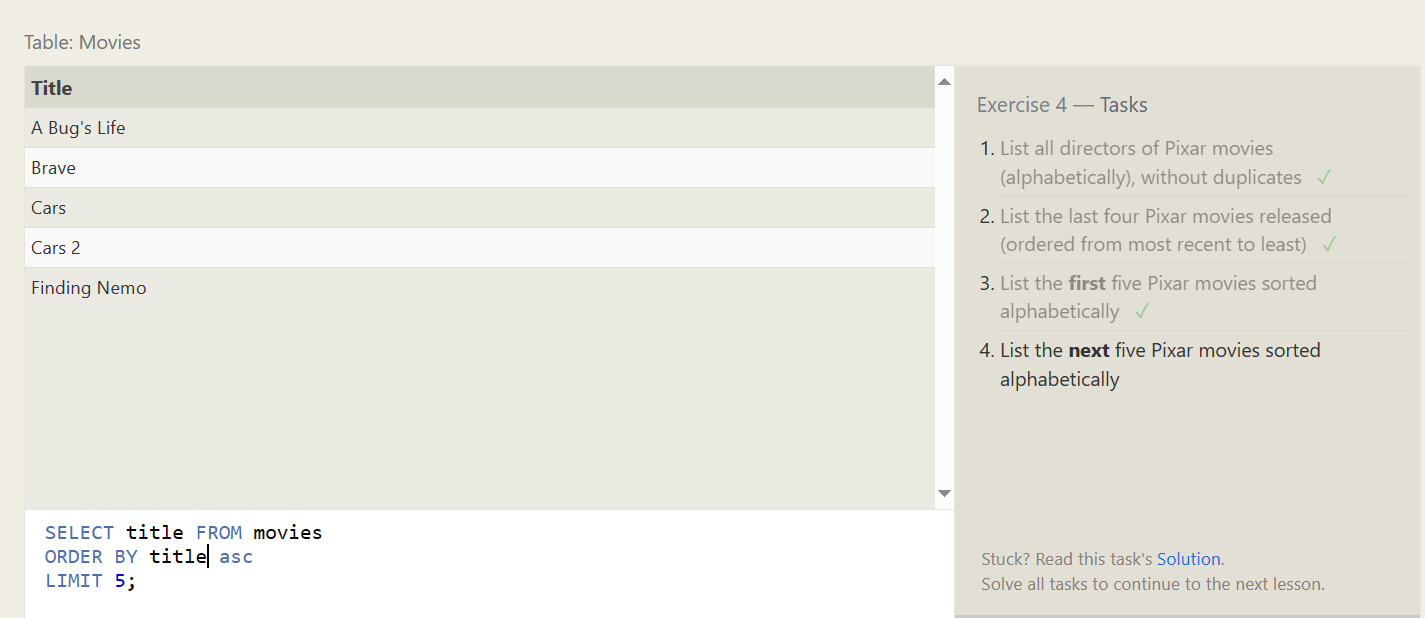 Table: Movies
Title
A Bug's Life
Brave
Cars
Cars 2
Finding Nemo
SELECT title FROM movies
ORDER BY title asc
LIMIT 5;
Exercise 4 — Tasks
1. List all directors of Pixar movies
(alphabetically), without duplicates ✓
2. List the last four Pixar movies released
(ordered from most recent to least) ✓
3. List the first five Pixar movies sorted
alphabetically ✓
4. List the next five Pixar movies sorted
alphabetically
Stuck? Read this task's Solution.
Solve all tasks to continue to the next lesson.